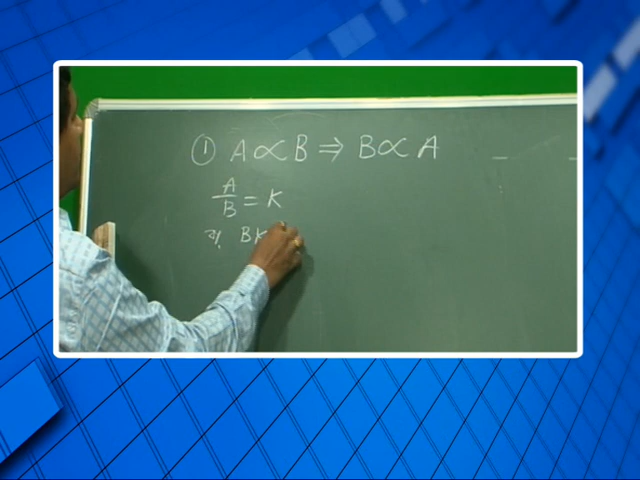 ① A ∝ B ⇒ B ∝ A
A/B = K
বা, BK